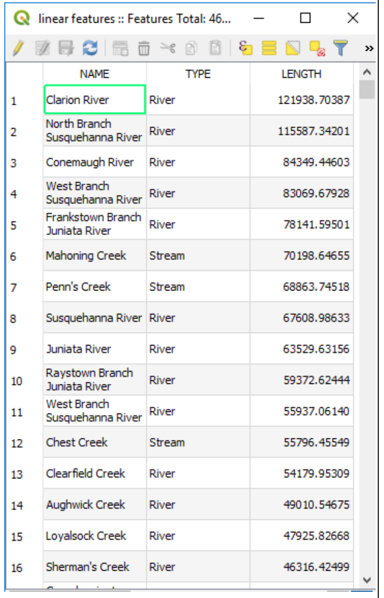 linear features :: Features Total: 46...
NAME TYPE LENGTH
1 Clarion River River 121938.70387
2 North Branch
Susquehanna River River 115587.34201
3 Conemaugh River River 84349.44603
4 West Branch
Susquehanna River River 83069.67928
5 Frankstown Branch
Juniata River River 78141.59501
6 Mahoning Creek Stream 70198.64655
7 Penn's Creek Stream 68863.74518
8 Susquehanna River River 67608.98633
9 Juniata River River 63529.63156
10 Raystown Branch
Juniata River River 59372.62444
11 West Branch
Susquehanna River River 55937.06140
12 Chest Creek Stream 55796.45549
13 Clearfield Creek River 54179.95309
14 Aughwick Creek River 49010.54675
15 Loyalsock Creek River 47925.82668
16 Sherman's Creek River 46316.42499